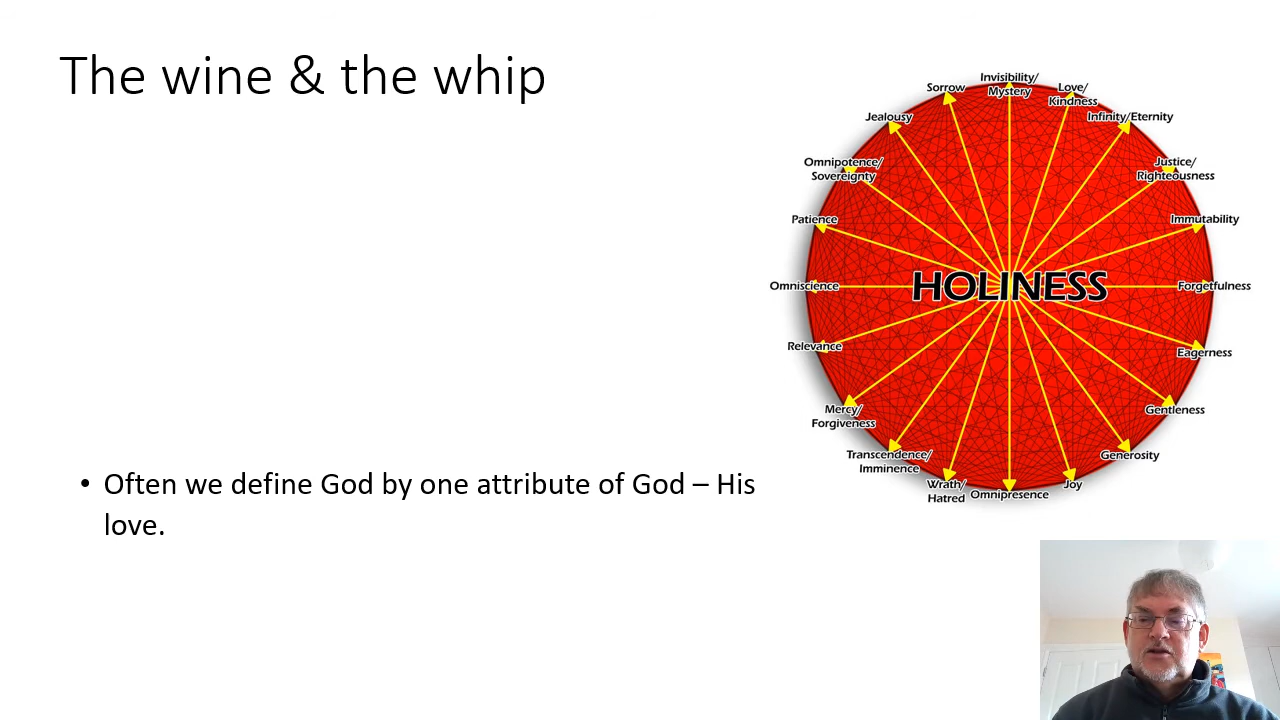 The wine & the whip
Invisibility/
Mystery
Sorrow
Love/
Kindness
Jealousy
Infinity/Eternity
Omnipotence/
Sovereignty
Justice/
Righteousness
Patience
Immutability
HOLINESS
Omniscience
Forgetfulness
Relevance
Eagerness
Mercy/
Forgiveness
Gentleness
Transcendence/
Imminence
Generosity
Wrath/
Hatred
Omnipresence
Joy
• Often we define God by one attribute of God – His
love.